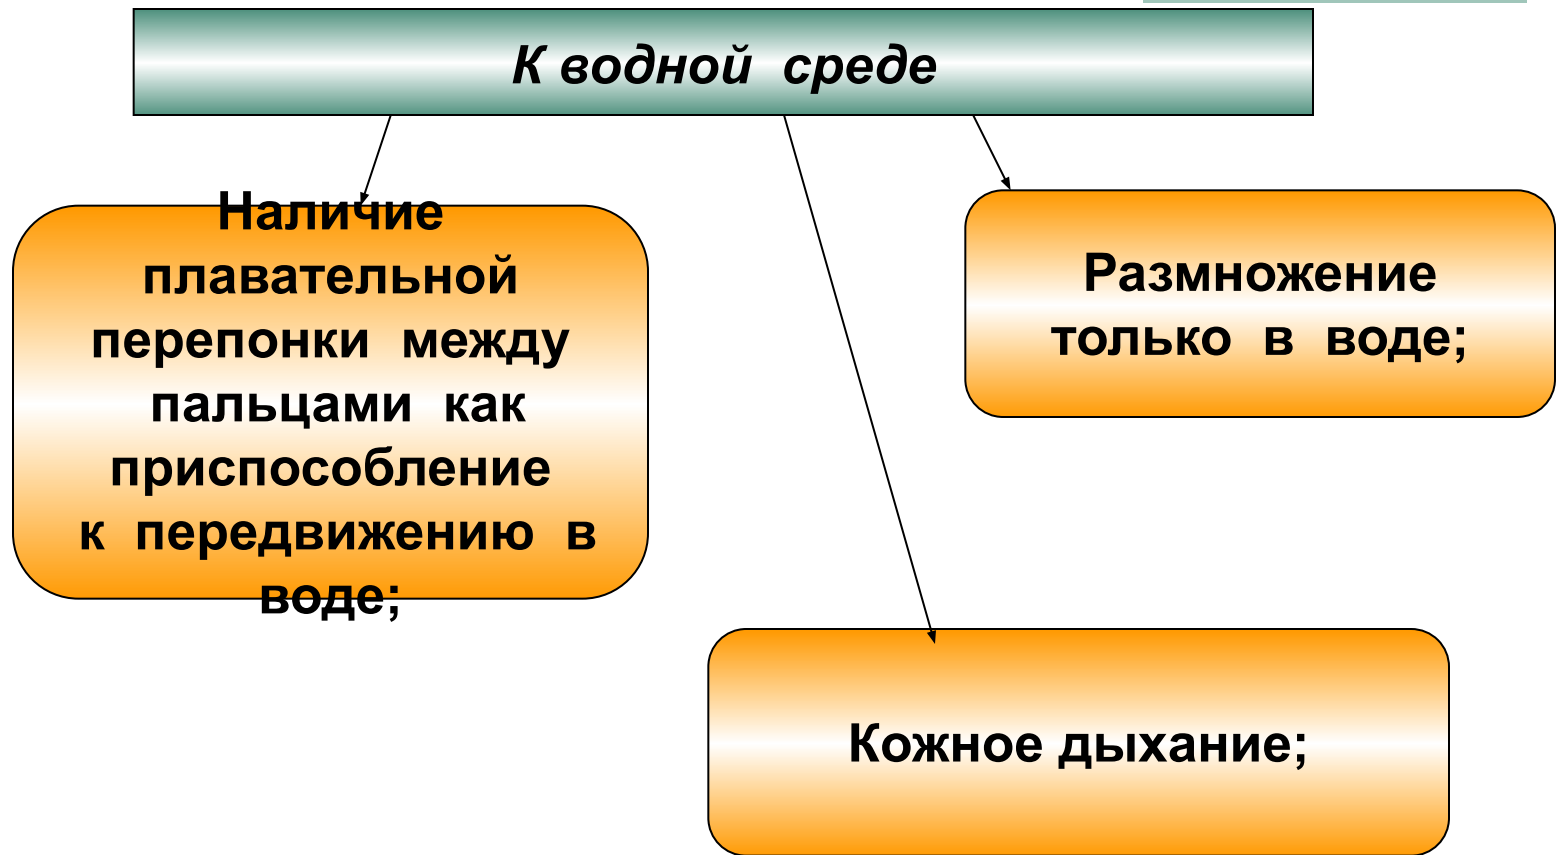 К водной среде
Наличие
плавательной
перепонки между
пальцами как
приспособление
к передвижению в
воде;
Размножение
только в воде;
Кожное дыхание;